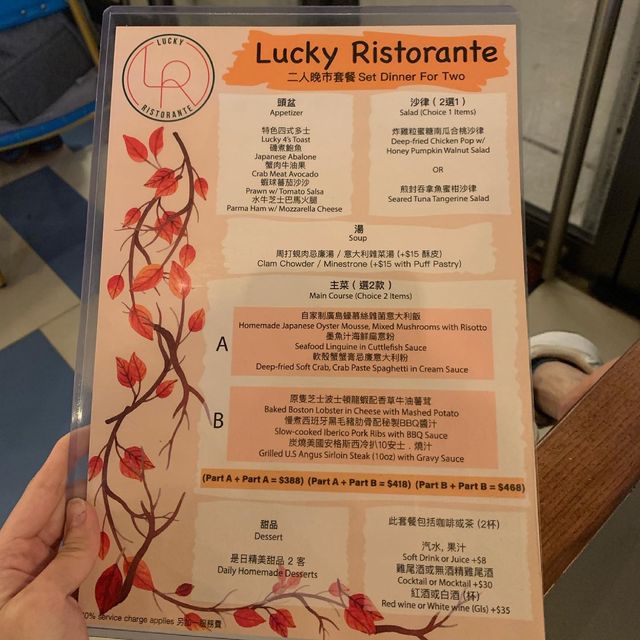 LUCKY
LR
RISTORANTE
Lucky Ristorante
二人晚市套餐 Set Dinner For Two
頭盆
Appetizer
特色四式多士
Lucky 4's Toast
磯煮鮑魚
Japanese Abalone
蟹肉牛油果
Crab Meat Avocado
蝦球蕃茄沙沙
Prawn w/ Tomato Salsa
水牛芝士巴馬火腿
Parma Ham w/ Mozzarella Cheese
沙律（2選1）
Salad (Choice 1 Items)
炸雞粒蜜糖南瓜合桃沙律
Deep-fried Chicken Pop w/
Honey Pumpkin Walnut Salad
OR
煎封吞拿魚蜜柑沙律
Seared Tuna Tangerine Salad
湯
Soup
周打蜆肉忌廉湯 / 意大利雜菜湯 (+$15 酥皮)
Clam Chowder / Minestrone (+$15 with Puff Pastry)
主菜（選2款）
Main Course (Choice 2 Items)
A
自家制廣島蠔慕絲雜菌意大利飯
Homemade Japanese Oyster Mousse, Mixed Mushrooms with Risotto
墨魚汁海鮮扁意粉
Seafood Linguine in Cuttlefish Sauce
軟殼蟹蟹膏忌廉意大利粉
Deep-fried Soft Crab, Crab Paste Spaghetti in Cream Sauce
B
原隻芝士波士頓龍蝦配香草牛油薯茸
Baked Boston Lobster in Cheese with Mashed Potato
慢煮西班牙黑毛豬肋骨配秘製BBQ醬汁
Slow-cooked Iberico Pork Ribs with BBQ Sauce
炭燒美國安格斯西冷扒10安士．燒汁
Grilled U.S Angus Sirloin Steak (10oz) with Gravy Sauce
(Part A + Part A = $388) (Part A + Part B = $418) (Part B + Part B = $468)
甜品
Dessert
是日精美甜品 2 客
Daily Homemade Desserts
此套餐包括咖啡或茶 (2杯)
汽水, 果汁
Soft Drink or Juice +$8
雞尾酒或無酒精雞尾酒
Cocktail or Mocktail +$30
紅酒或白酒 (杯)
Red wine or White wine (Gls) +$35
0% service charge applies 另加一服務費